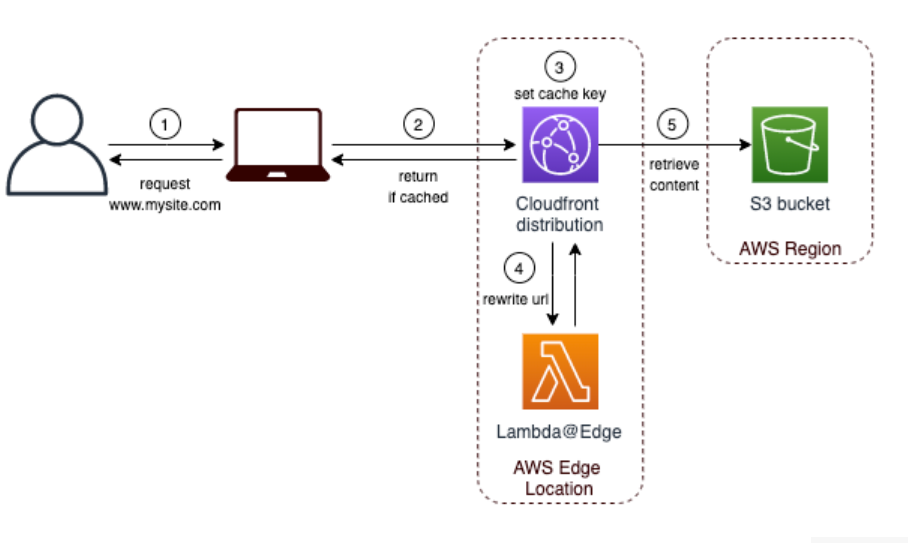 1
request
www.mysite.com
2
return
if cached
3
set cache key
Cloudfront
distribution
4
rewrite url
Lambda@Edge
AWS Edge
Location
5
retrieve
content
S3 bucket
AWS Region